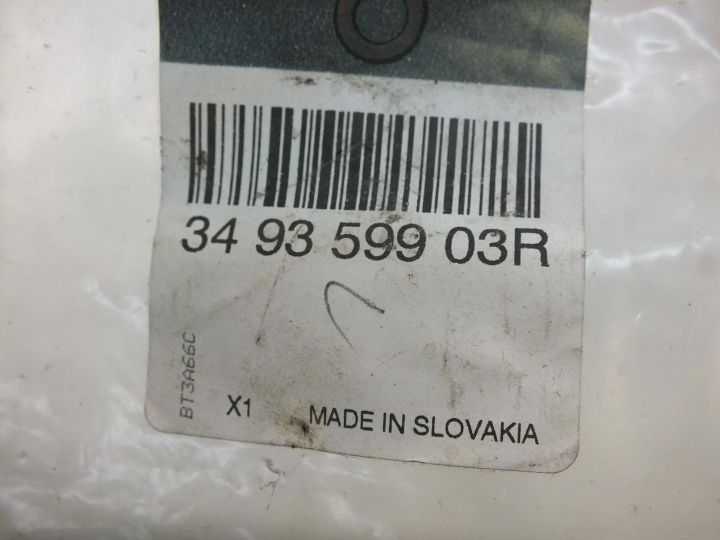 34 93 599 03R
BT3A66C
X1 MADE IN SLOVAKIA